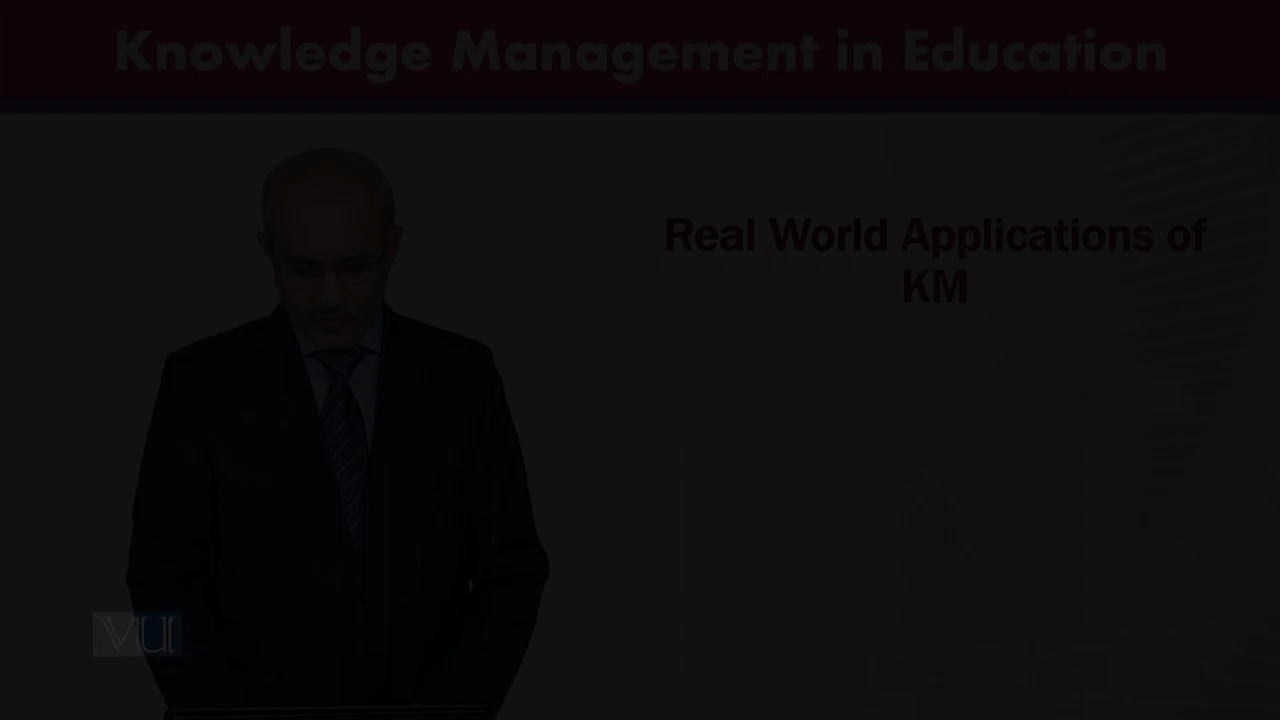 Knowledge Management in Education
Real World Applications of
KM
VU